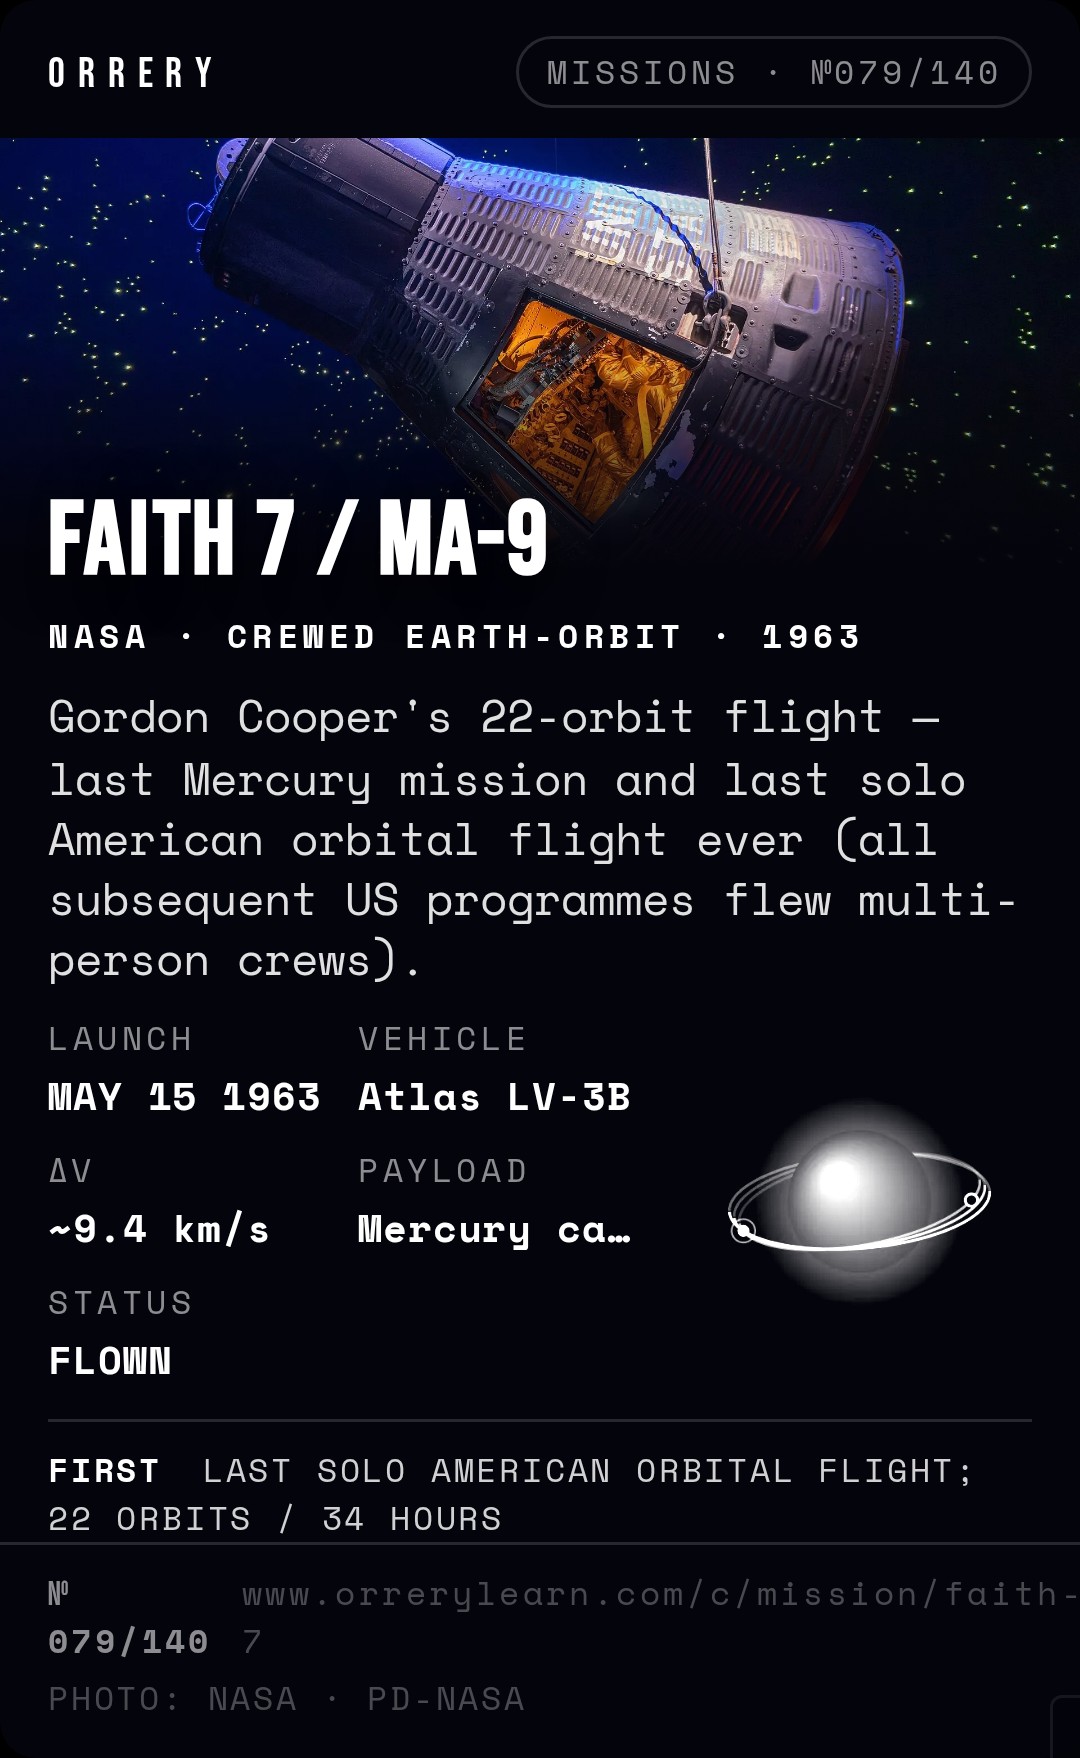 ORRERY
MISSIONS · №079/140
FAITH 7 / MA-9
NASA · CREWED EARTH-ORBIT · 1963
Gordon Cooper's 22-orbit flight —
last Mercury mission and last solo
American orbital flight ever (all
subsequent US programmes flew multi-
person crews).
LAUNCH VEHICLE
MAY 15 1963 Atlas LV-3B
ΔV PAYLOAD
~9.4 km/s Mercury ca…
STATUS
FLOWN
FIRST LAST SOLO AMERICAN ORBITAL FLIGHT;
22 ORBITS / 34 HOURS
№ www.orrerylearn.com/c/mission/faith-
079/140 7
PHOTO: NASA · PD-NASA